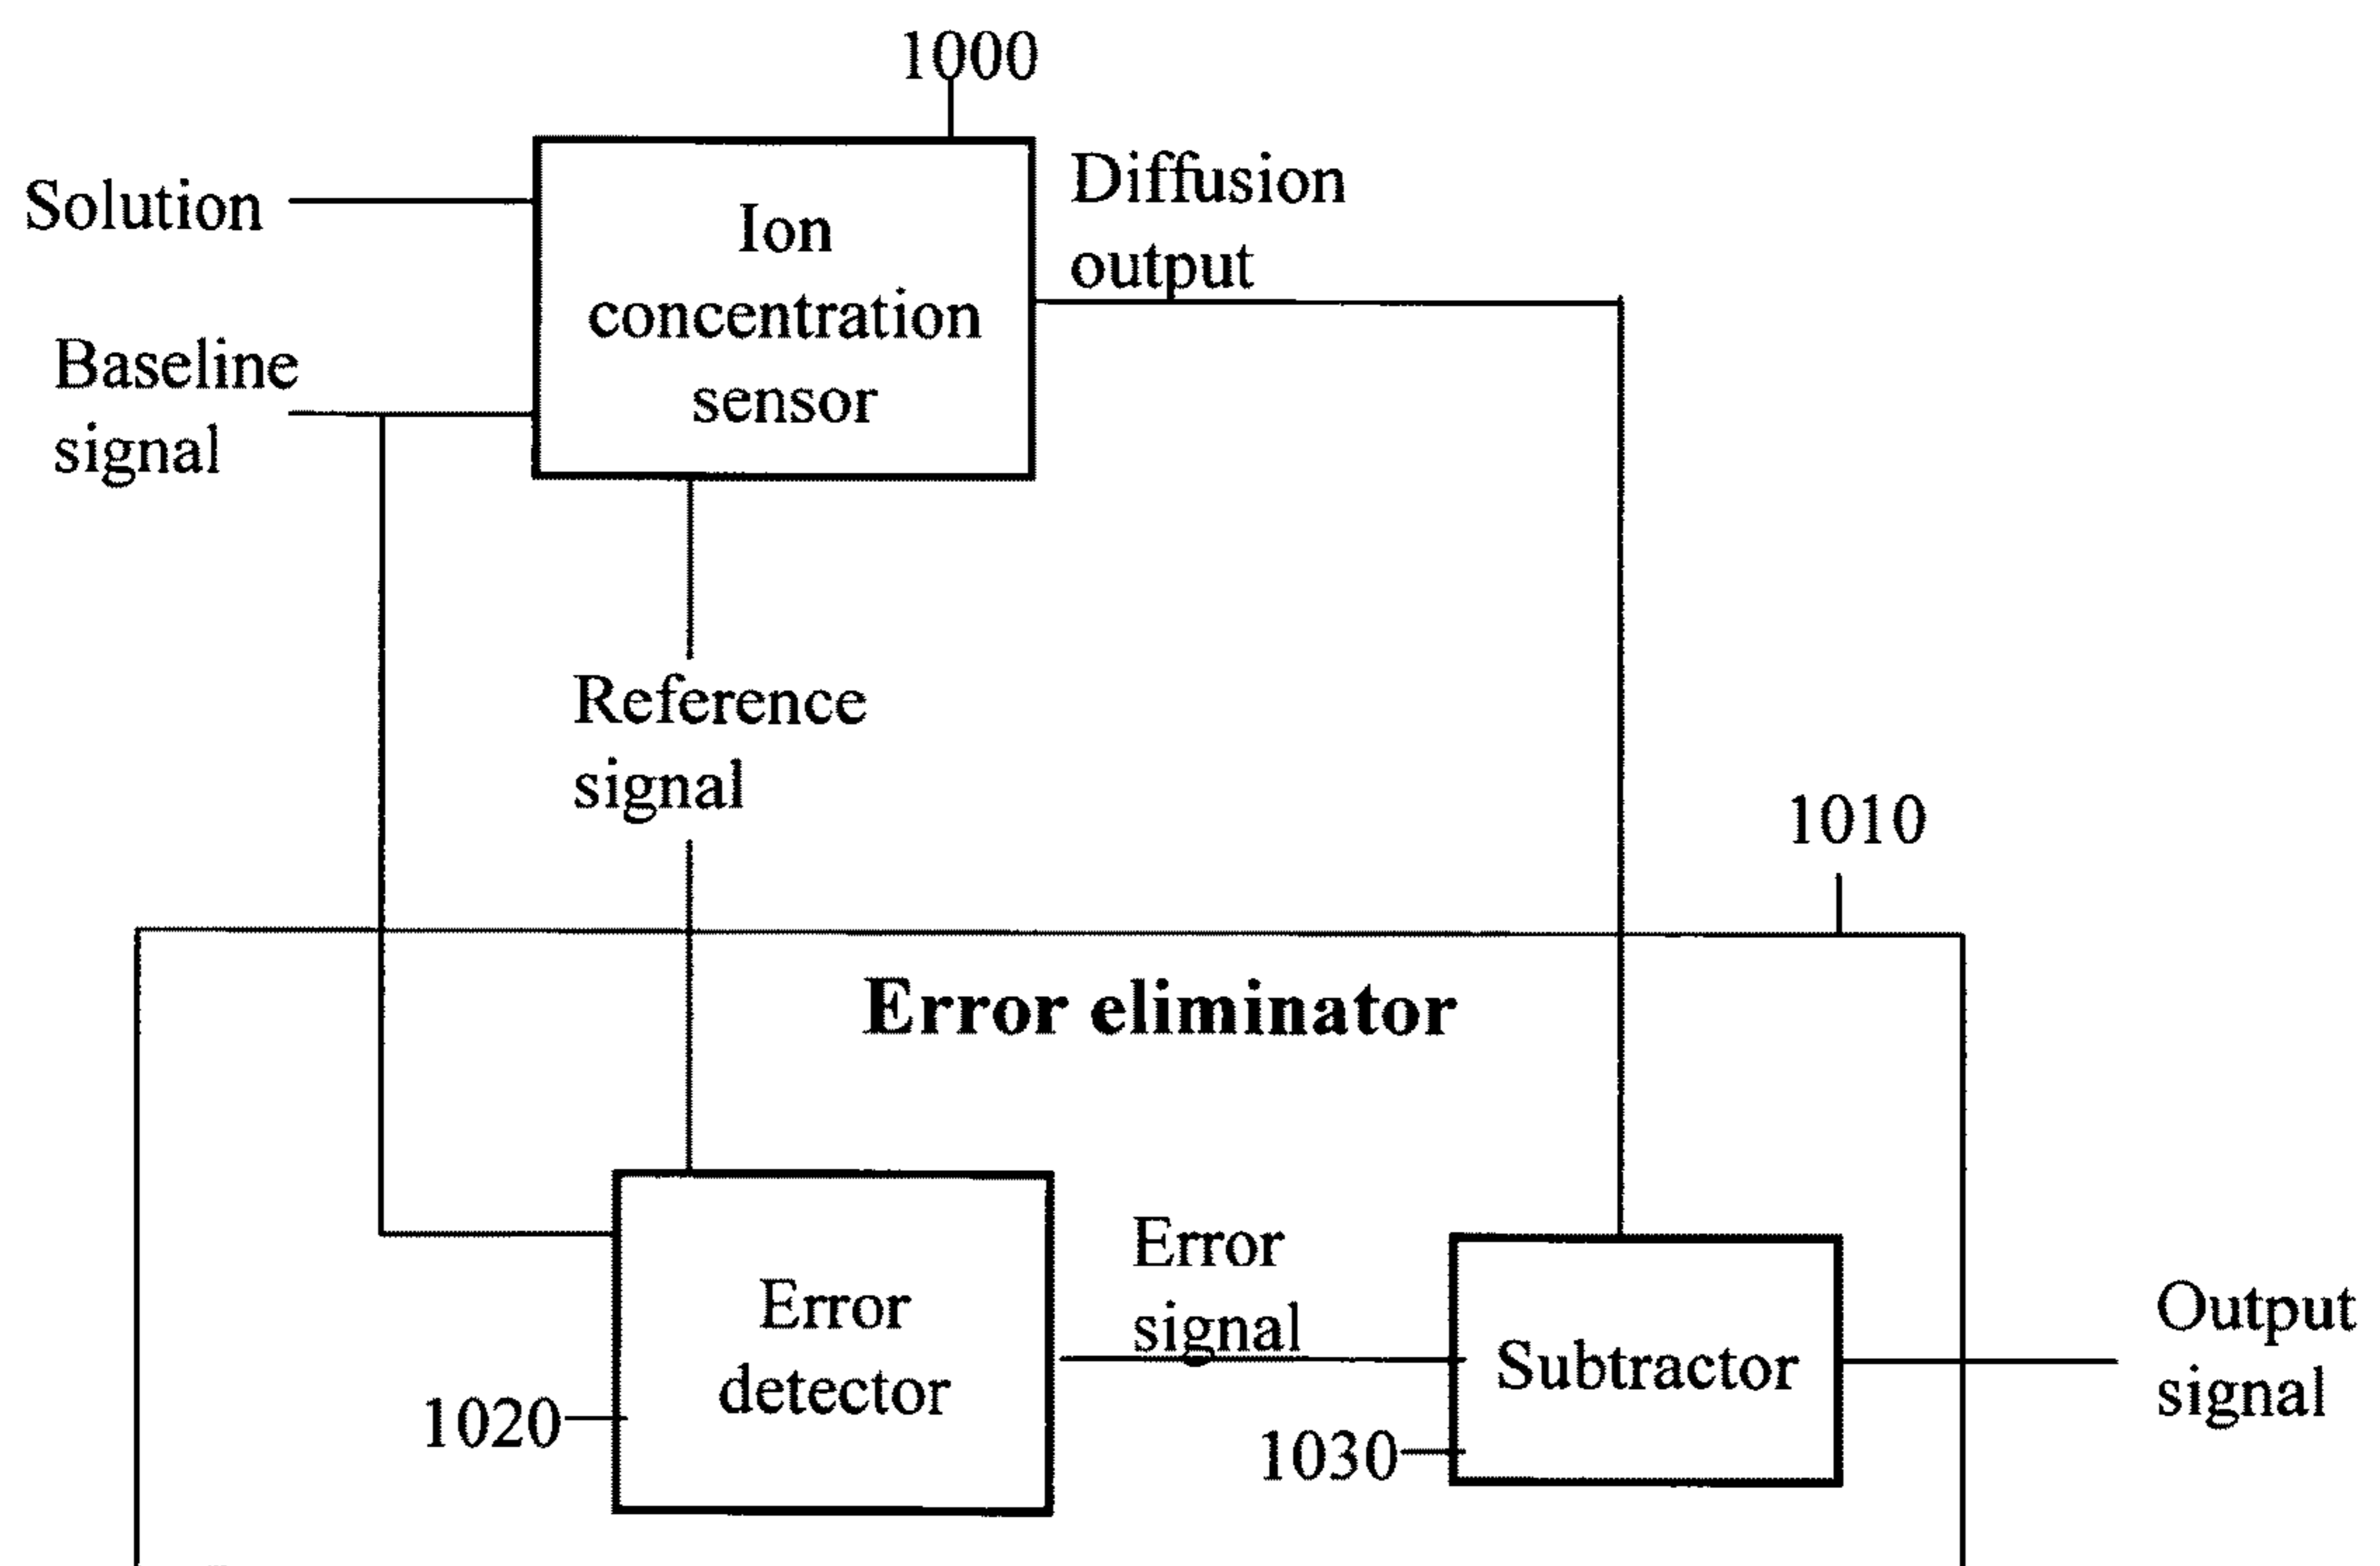 1000
Solution
Ion
concentration
sensor
Diffusion
output
Baseline
signal
Reference
signal
1010
Error eliminator
Error
detector
1020
Error
signal
Subtractor
1030
Output
signal